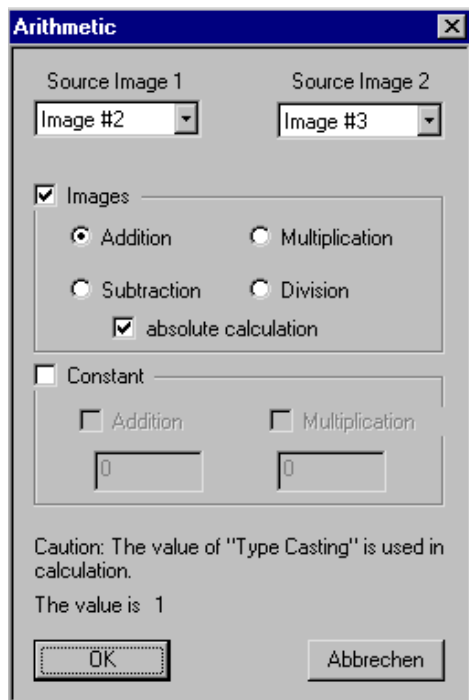 Arithmetic
Source Image 1 Source Image 2
Image #2 Image #3
Images
Addition Multiplication
Subtraction Division
absolute calculation
Constant
Addition Multiplication
0 0
Caution: The value of "Type Casting" is used in
calculation.
The value is 1
OK Abbrechen